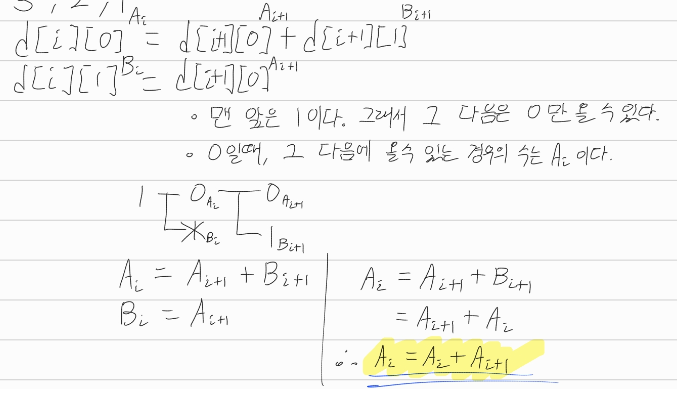 A_i A_{i+1} B_{i+1}
d[i][0] = d[i+1][0] + d[i+1][1]
d[i][1]^{B_i} = d[i+1][0]^{A_{i+1}}
• 맨 앞은 1이다. 그래서 그 다음은 0만 올 수 있다.
• 0일때, 그 다음에 올수 있는 경우의 수는 A_i 이다.
1 0_{A_i} 0_{A_{i+1}}
X_{B_i} 1_{B_{i+1}}
A_i = A_{i+1} + B_{i+1}
B_i = A_{i+1}
A_i = A_{i+1} + B_{i+1}
= A_{i+1} + A_i
∴ A_i = A_i + A_{i+1}